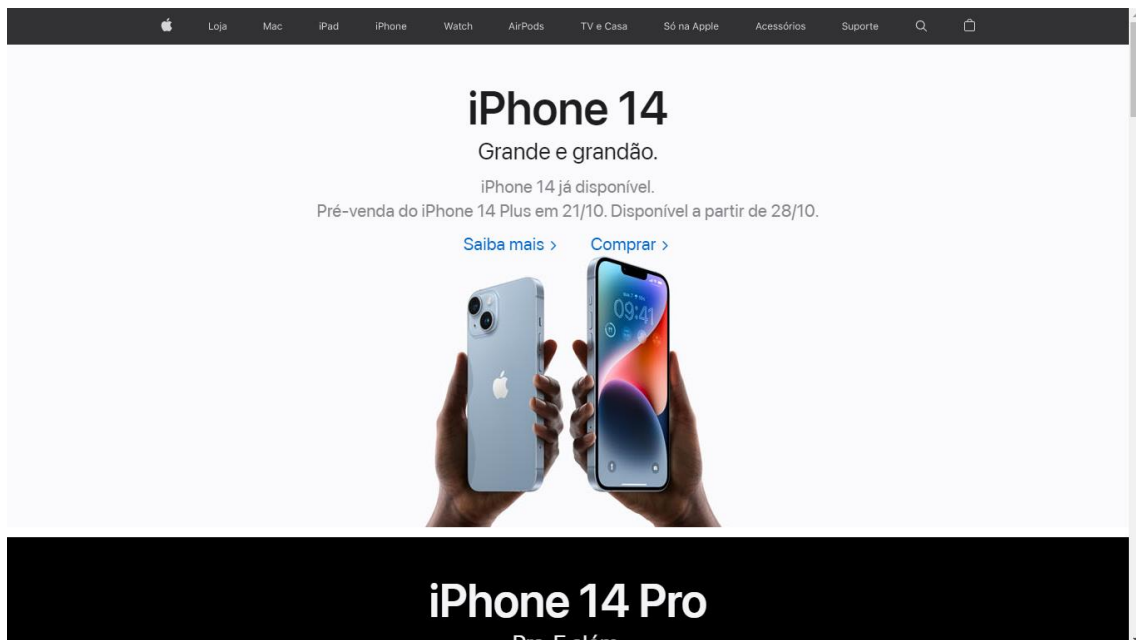 Loja Mac iPad iPhone Watch AirPods TV e Casa Só na Apple Acessórios Suporte
iPhone 14
Grande e grandão.
iPhone 14 já disponível.
Pré-venda do iPhone 14 Plus em 21/10. Disponível a partir de 28/10.
Saiba mais > Comprar >
09:41
iPhone 14 Pro
Pro. E além.